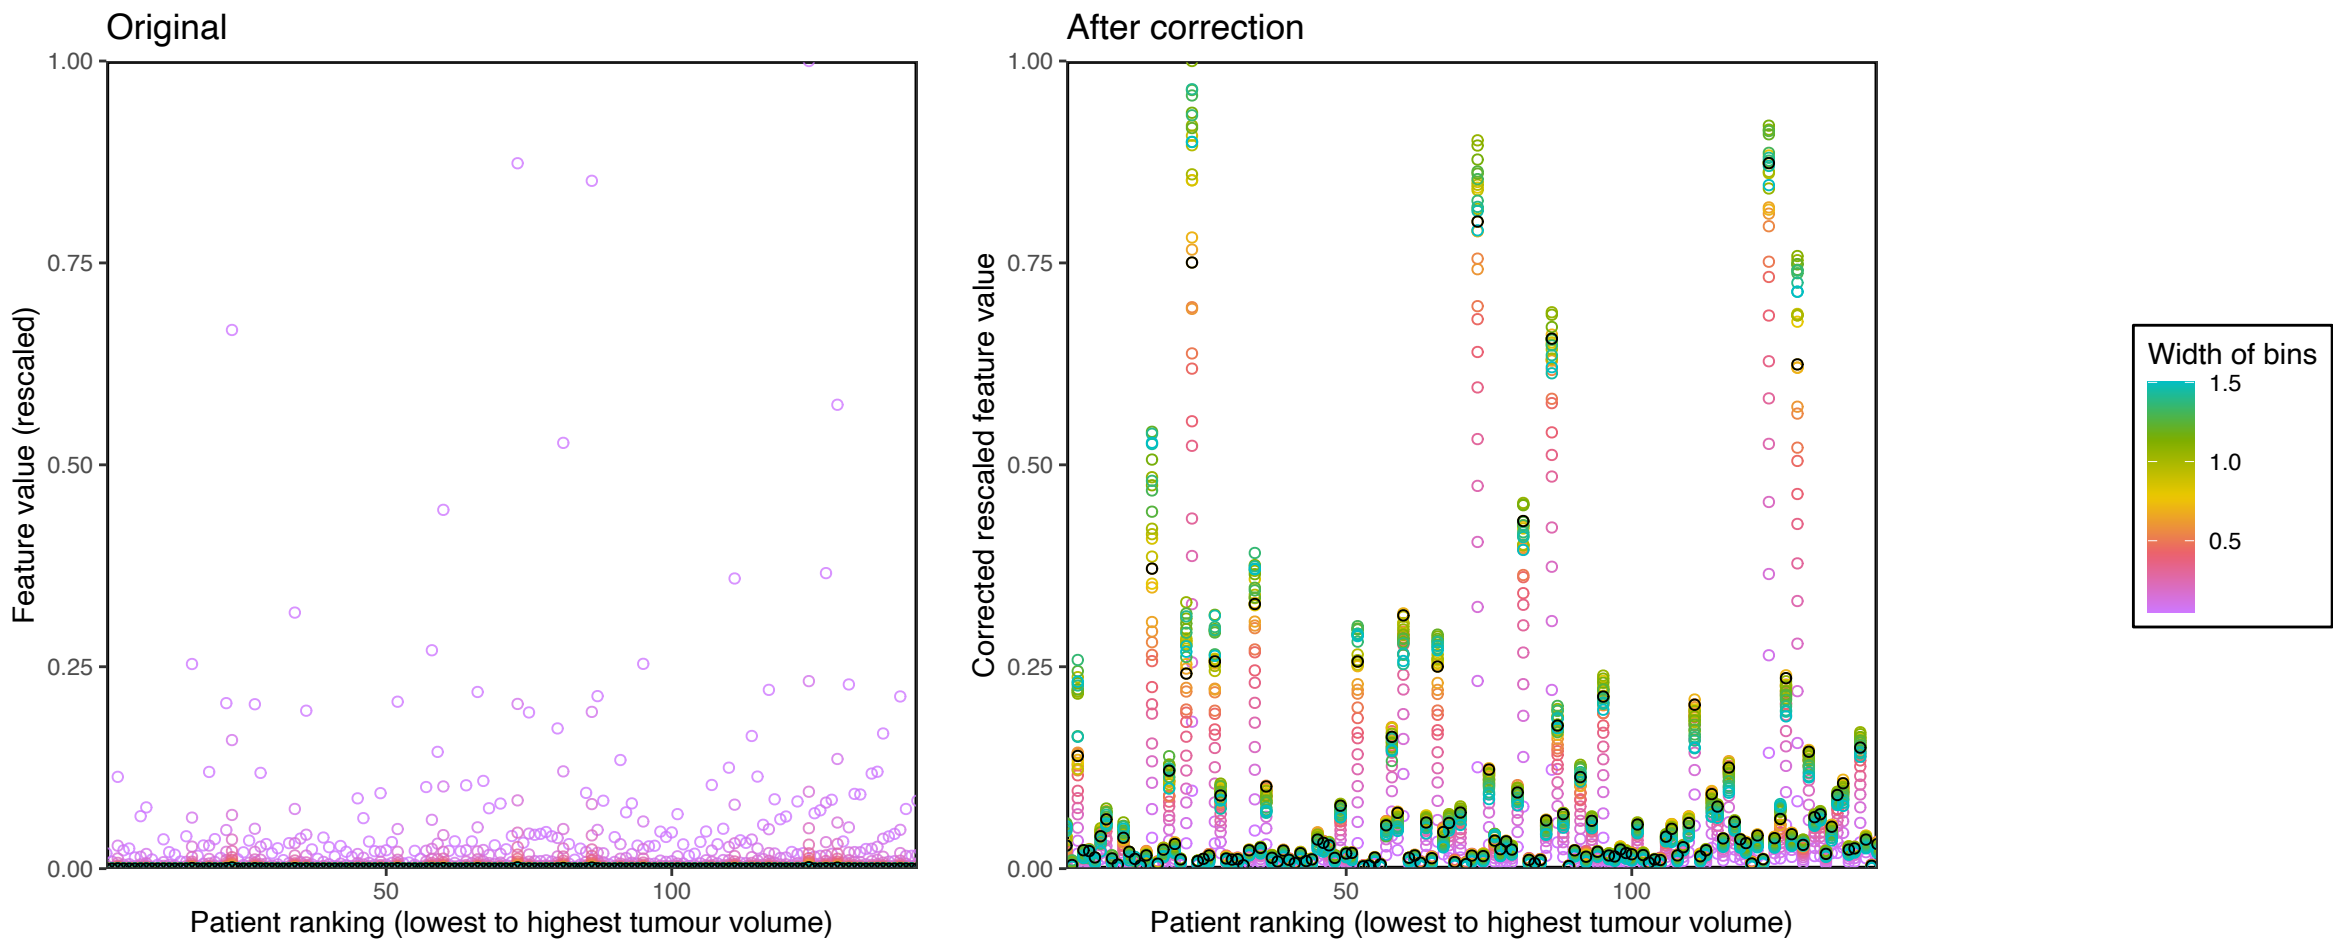 Original
After correction
1.00
0.75
0.50
0.25
0.00
Feature value (rescaled)
50
100
Patient ranking (lowest to highest tumour volume)
1.00
0.75
0.50
0.25
0.00
Corrected rescaled feature value
50
100
Patient ranking (lowest to highest tumour volume)
Width of bins
1.5
1.0
0.5